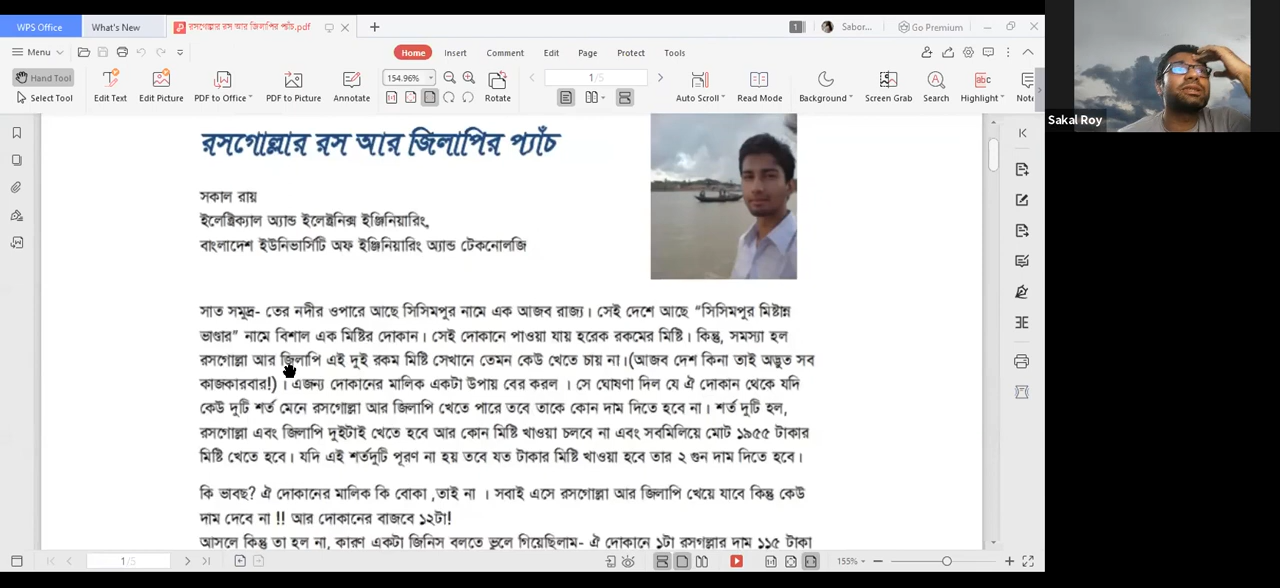 WPS Office
What's New
রসগোল্লার রস আর জিলাপির প্যাঁচ.pdf
1
Sabor...
Go Premium
Menu
Home
Insert
Comment
Edit
Page
Protect
Tools
Hand Tool
Select Tool
Edit Text
Edit Picture
PDF to Office
PDF to Picture
Annotate
154.96%
Rotate
1/5
Auto Scroll
Read Mode
Background
Screen Grab
Search
Highlight
Note
Sakal Roy
রসগোল্লার রস আর জিলাপির প্যাঁচ
সকাল রায়
ইলেক্ট্রিক্যাল অ্যান্ড ইলেক্ট্রনিক্স ইঞ্জিনিয়ারিং,
বাংলাদেশ ইউনিভার্সিটি অফ ইঞ্জিনিয়ারিং অ্যান্ড টেকনোলজি
সাত সমুদ্র- তের নদীর ওপারে আছে সিসিমপুর নামে এক আজব রাজ্য। সেই দেশে আছে "সিসিমপুর মিষ্টান্ন
ভাণ্ডার" নামে বিশাল এক মিষ্টির দোকান। সেই দোকানে পাওয়া যায় হরেক রকমের মিষ্টি। কিন্তু, সমস্যা হল
রসগোল্লা আর জিলাপি এই দুই রকম মিষ্টি সেখানে তেমন কেউ খেতে চায় না।(আজব দেশ কিনা তাই অদ্ভুত সব
কাজকারবার!) । এজন্য দোকানের মালিক একটা উপায় বের করল । সে ঘোষণা দিল যে ঐ দোকান থেকে যদি
কেউ দুটি শর্ত মেনে রসগোল্লা আর জিলাপি খেতে পারে তবে তাকে কোন দাম দিতে হবে না। শর্ত দুটি হল,
রসগোল্লা এবং জিলাপি দুইটাই খেতে হবে আর কোন মিষ্টি খাওয়া চলবে না এবং সবমিলিয়ে মোট ১৯৫৫ টাকার
মিষ্টি খেতে হবে। যদি এই শর্তদুটি পূরণ না হয় তবে যত টাকার মিষ্টি খাওয়া হবে তার ২ গুন দাম দিতে হবে।
কি ভাবছ? ঐ দোকানের মালিক কি বোকা ,তাই না । সবাই এসে রসগোল্লা আর জিলাপি খেয়ে যাবে কিন্তু কেউ
দাম দেবে না !! আর দোকানের বাজবে ১২টা!
আসলে কিন্তু তা হল না, কারণ একটা জিনিস বলতে ভুলে গিয়েছিলাম- ঐ দোকানে ১টা রসগল্লার দাম ১১৫ টাকা
1/5
155%